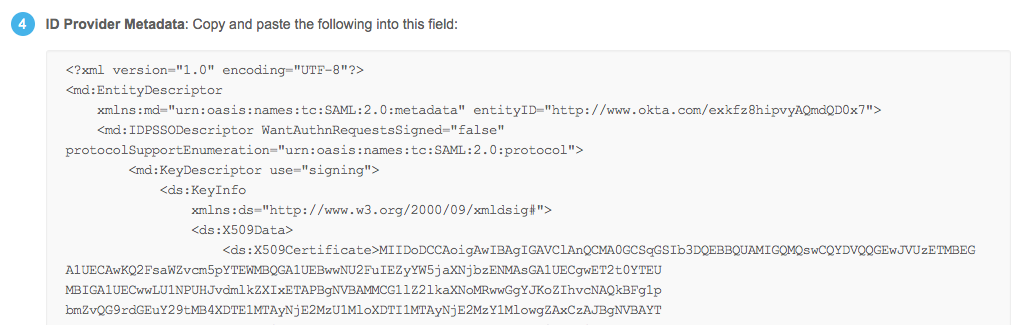 4 ID Provider Metadata: Copy and paste the following into this field:
<?xml version="1.0" encoding="UTF-8"?>
<md:EntityDescriptor
xmlns:md="urn:oasis:names:tc:SAML:2.0:metadata" entityID="http://www.okta.com/exkfz8hipvyAQmdQD0x7">
<md:IDPSSODescriptor WantAuthnRequestsSigned="false"
protocolSupportEnumeration="urn:oasis:names:tc:SAML:2.0:protocol">
<md:KeyDescriptor use="signing">
<ds:KeyInfo
xmlns:ds="http://www.w3.org/2000/09/xmldsig#">
<ds:X509Data>
<ds:X509Certificate>MIIDoDCCAoigAwIBAgIGAVClAnQCMA0GCSqGSIb3DQEBBQUAMIGQMQswCQYDVQQGEwJVUzETMBEG
A1UECAwKQ2FsaWZvcm5pYTEWMBQGA1UEBwwNU2FuIEZyYW5jaXNjbzENMAsGA1UECgwET2t0YTEU
MBIGA1UECwwLU1NPUHJvdmlkZXIxETAPBgNVBAMMCG11Z2lkaXNoMRwwGgYJKoZIhvcNAQkBFg1p
bmZvQG9rdGEuY29tMB4XDTE1MTAyNjE2MzU1MloXDTI1MTAyNjE2MzY1MlowgZAxCzAJBgNVBAYT